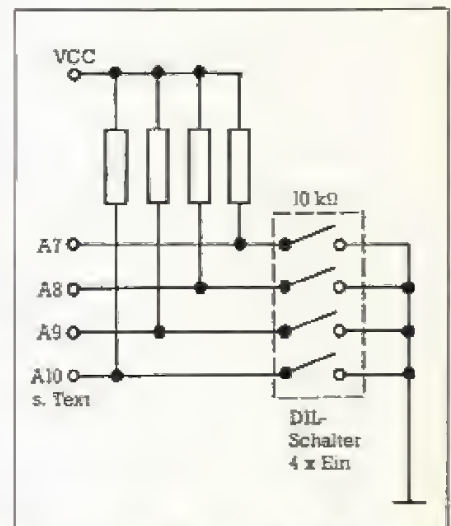 VCC
10 kΩ
A7
A8
A9
A10
s. Text
DIL-
Schalter
4 x Ein